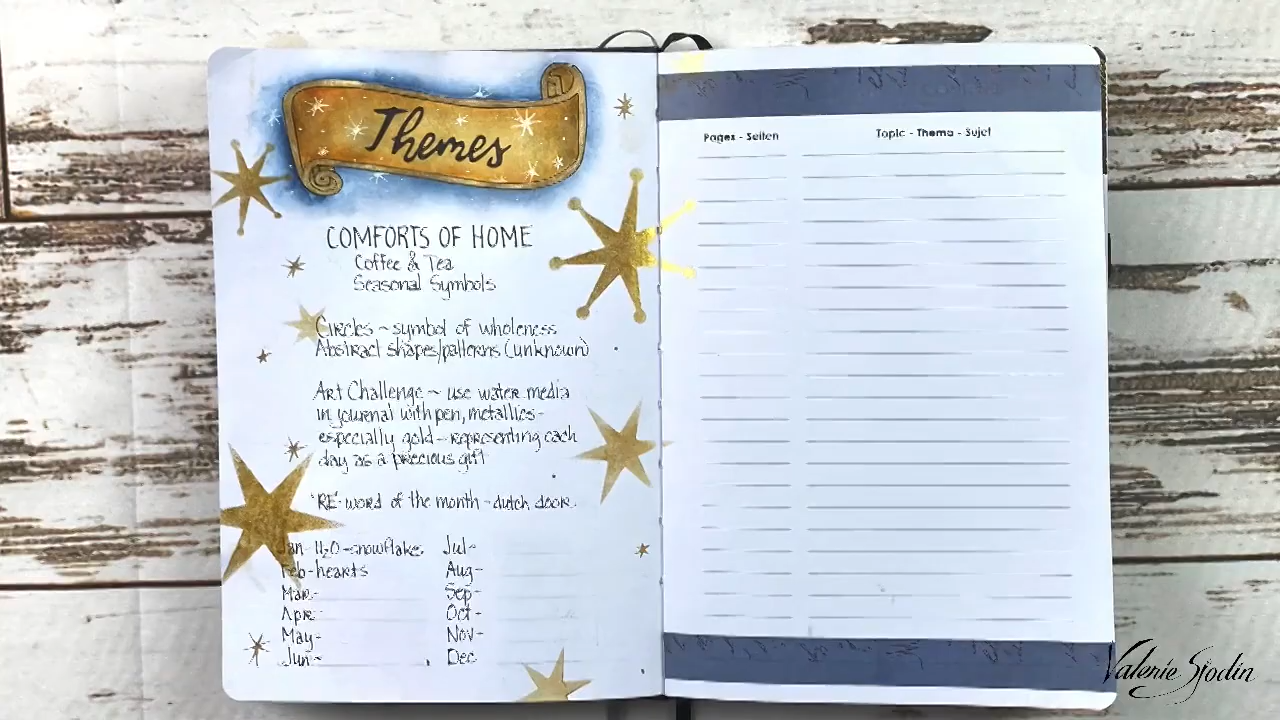 Themes
COMFORTS OF HOME
Coffee & Tea
Seasonal Symbols
Circles ~ symbol of wholeness
Abstract shapes/patterns (unknown)
Art Challenge ~ use water media
in journal with pen, metallics -
especially gold - representing each
day as a precious gift
"RE" word of the month - dutch door
Jan- H₂O-snowflake
Feb-hearts
Mar-
Apr-
May-
Jun-
Jul-
Aug-
Sep-
Oct-
Nov-
Dec
Pages - Seiten
Topic - Thema - Sujet
Valerie Sjodin